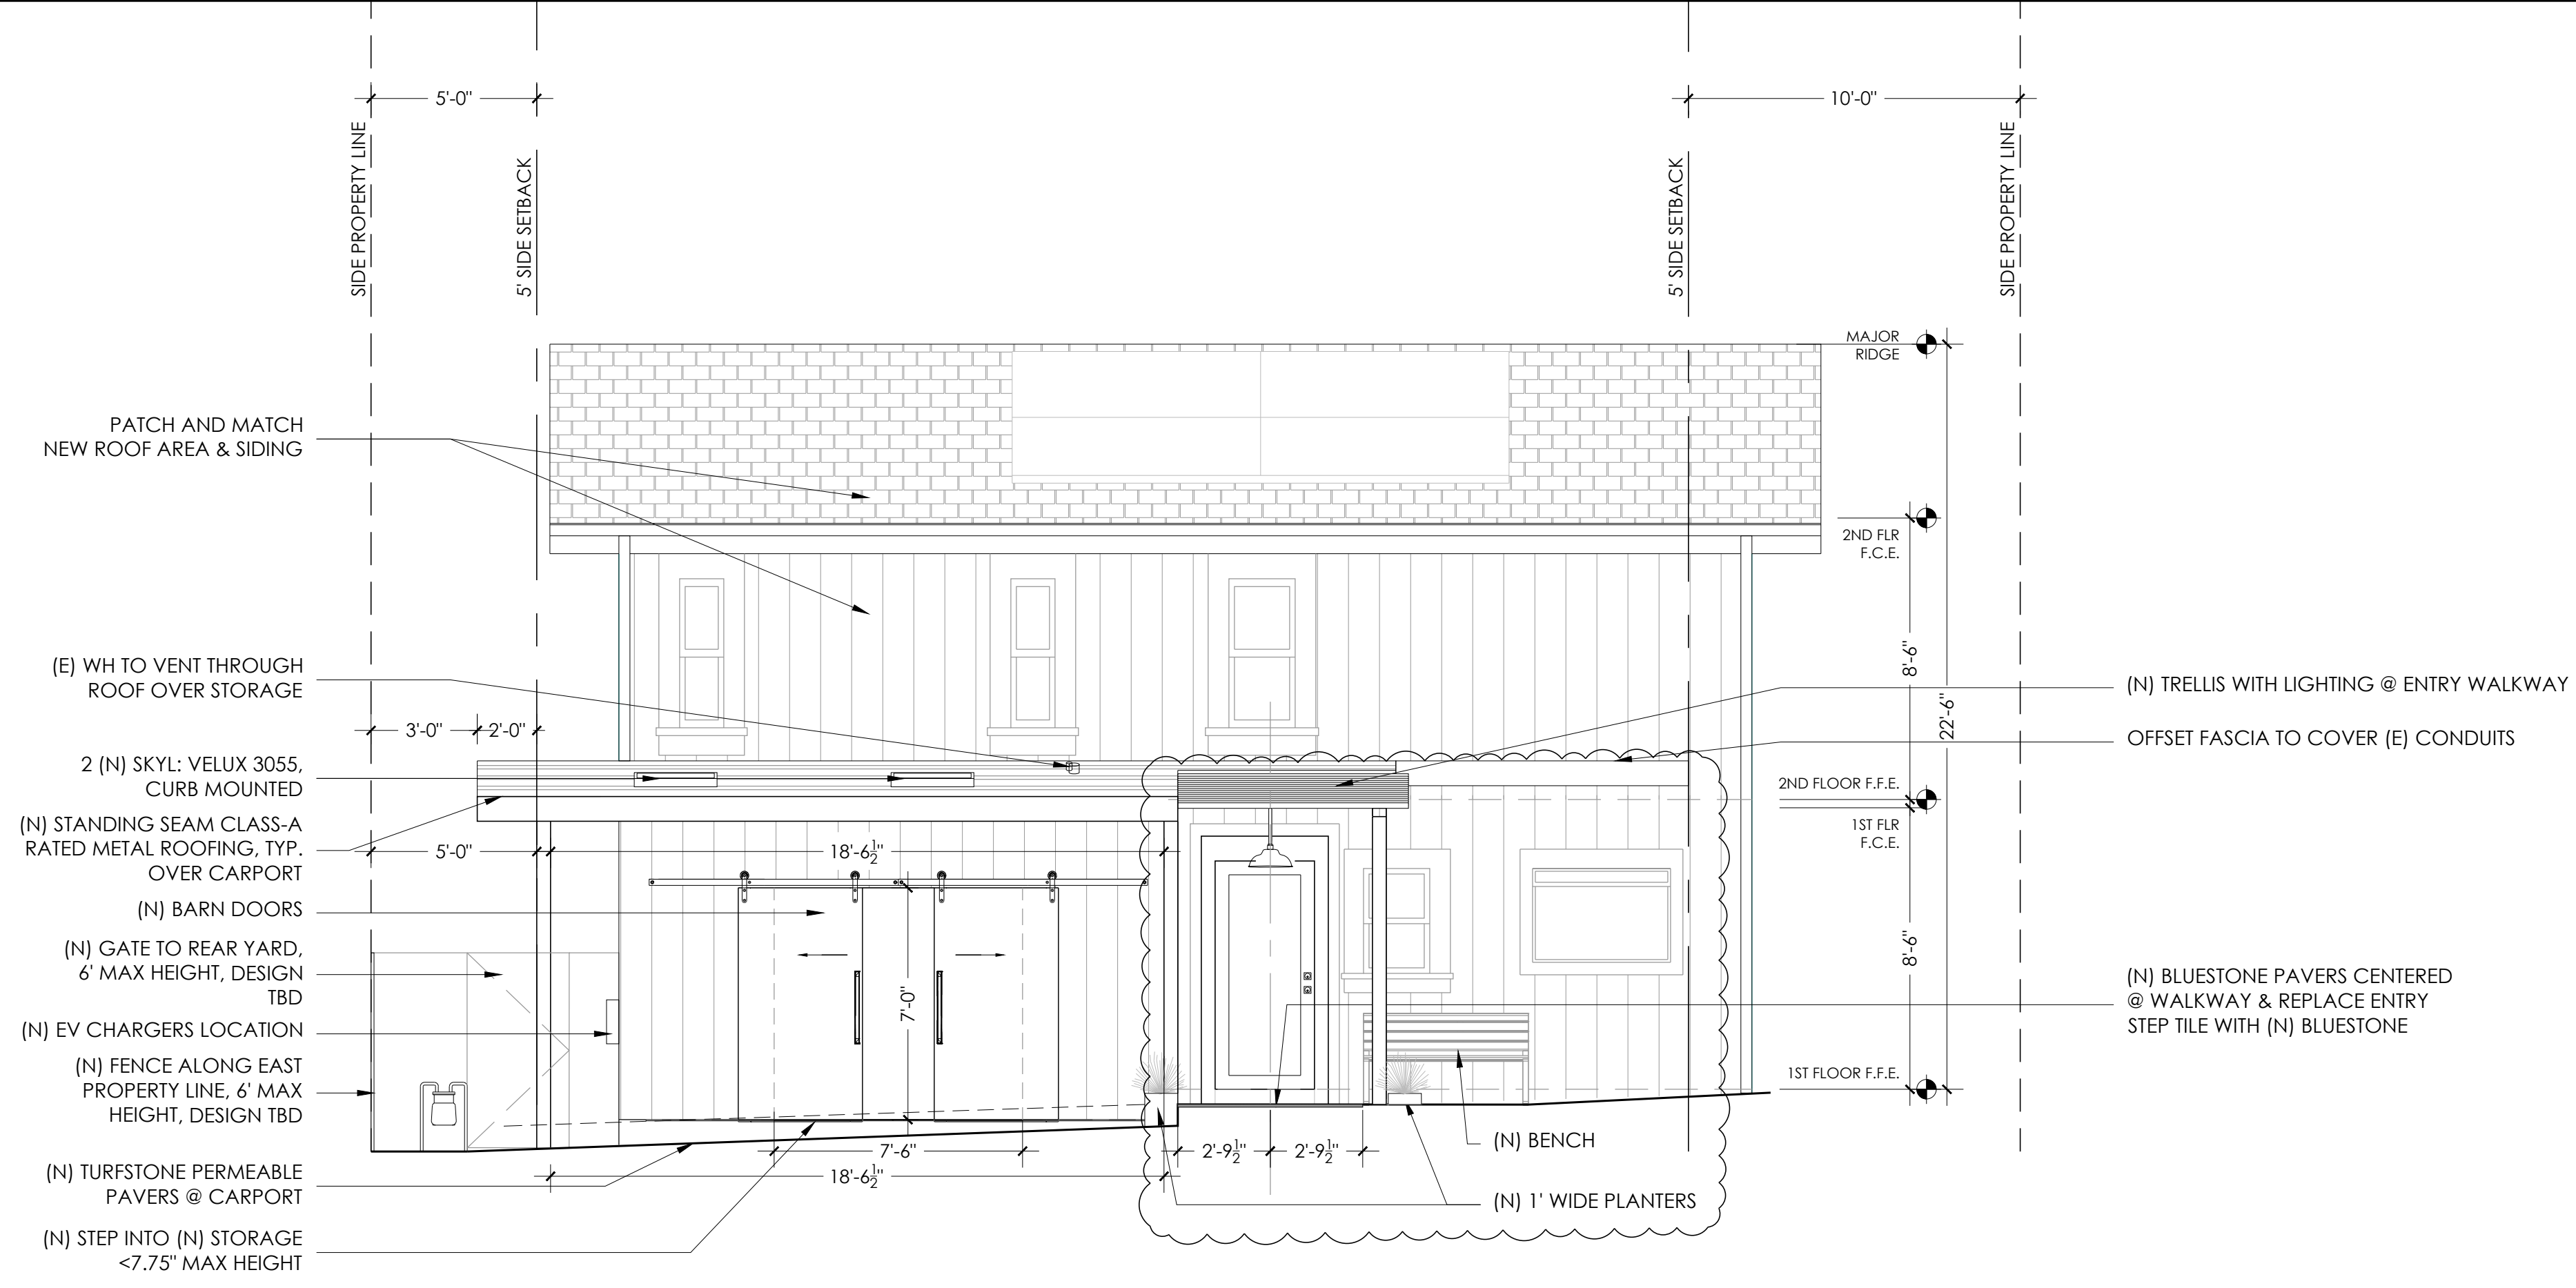 5'-0"
10'-0"
SIDE PROPERTY LINE
5' SIDE SETBACK
5' SIDE SETBACK
SIDE PROPERTY LINE
MAJOR
RIDGE
PATCH AND MATCH
NEW ROOF AREA & SIDING
2ND FLR
F.C.E.
8'-6"
22'-6"
(E) WH TO VENT THROUGH
ROOF OVER STORAGE
(N) TRELLIS WITH LIGHTING @ ENTRY WALKWAY
3'-0"
2'-0"
OFFSET FASCIA TO COVER (E) CONDUITS
2 (N) SKYL: VELUX 3055,
CURB MOUNTED
2ND FLOOR F.F.E.
1ST FLR
F.C.E.
(N) STANDING SEAM CLASS-A
RATED METAL ROOFING, TYP.
OVER CARPORT
5'-0"
18'-6½"
(N) BARN DOORS
8'-6"
(N) GATE TO REAR YARD,
6' MAX HEIGHT, DESIGN
TBD
7'-0"
(N) BLUESTONE PAVERS CENTERED
@ WALKWAY & REPLACE ENTRY
STEP TILE WITH (N) BLUESTONE
(N) EV CHARGERS LOCATION
(N) FENCE ALONG EAST
PROPERTY LINE, 6' MAX
HEIGHT, DESIGN TBD
1ST FLOOR F.F.E.
(N) BENCH
7'-6"
2'-9½"
2'-9½"
(N) TURFSTONE PERMEABLE
PAVERS @ CARPORT
18'-6½"
(N) 1' WIDE PLANTERS
(N) STEP INTO (N) STORAGE
<7.75" MAX HEIGHT